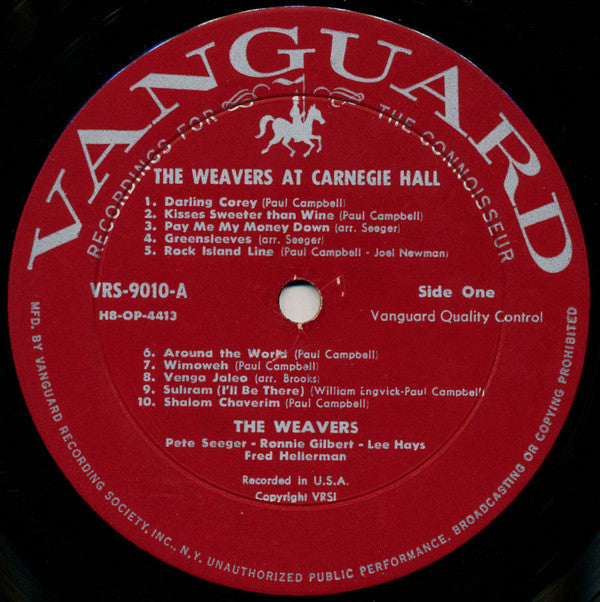 VANGUARD
RECORDINGS FOR THE CONNOISSEUR
THE WEAVERS AT CARNEGIE HALL
1. Darling Corey (Paul Campbell)
2. Kisses Sweeter than Wine (Paul Campbell)
3. Pay Me My Money Down (arr. Seeger)
4. Greensleeves (arr. Seeger)
5. Rock Island Line (Paul Campbell - Joel Newman)
VRS-9010-A Side One
H8-OP-4413 Vanguard Quality Control
6. Around the World (Paul Campbell)
7. Wimoweh (Paul Campbell)
8. Venga Jaleo (arr. Brooks)
9. Suliram (I'll Be There) (William Engvick-Paul Campbell)
10. Shalom Chaverim (Paul Campbell)
THE WEAVERS
Pete Seeger - Ronnie Gilbert - Lee Hays
Fred Hellerman
Recorded in U.S.A.
Copyright VRSI
MFD. BY VANGUARD RECORDING SOCIETY, INC., N.Y. UNAUTHORIZED PUBLIC PERFORMANCE, BROADCASTING OR COPYING PROHIBITED